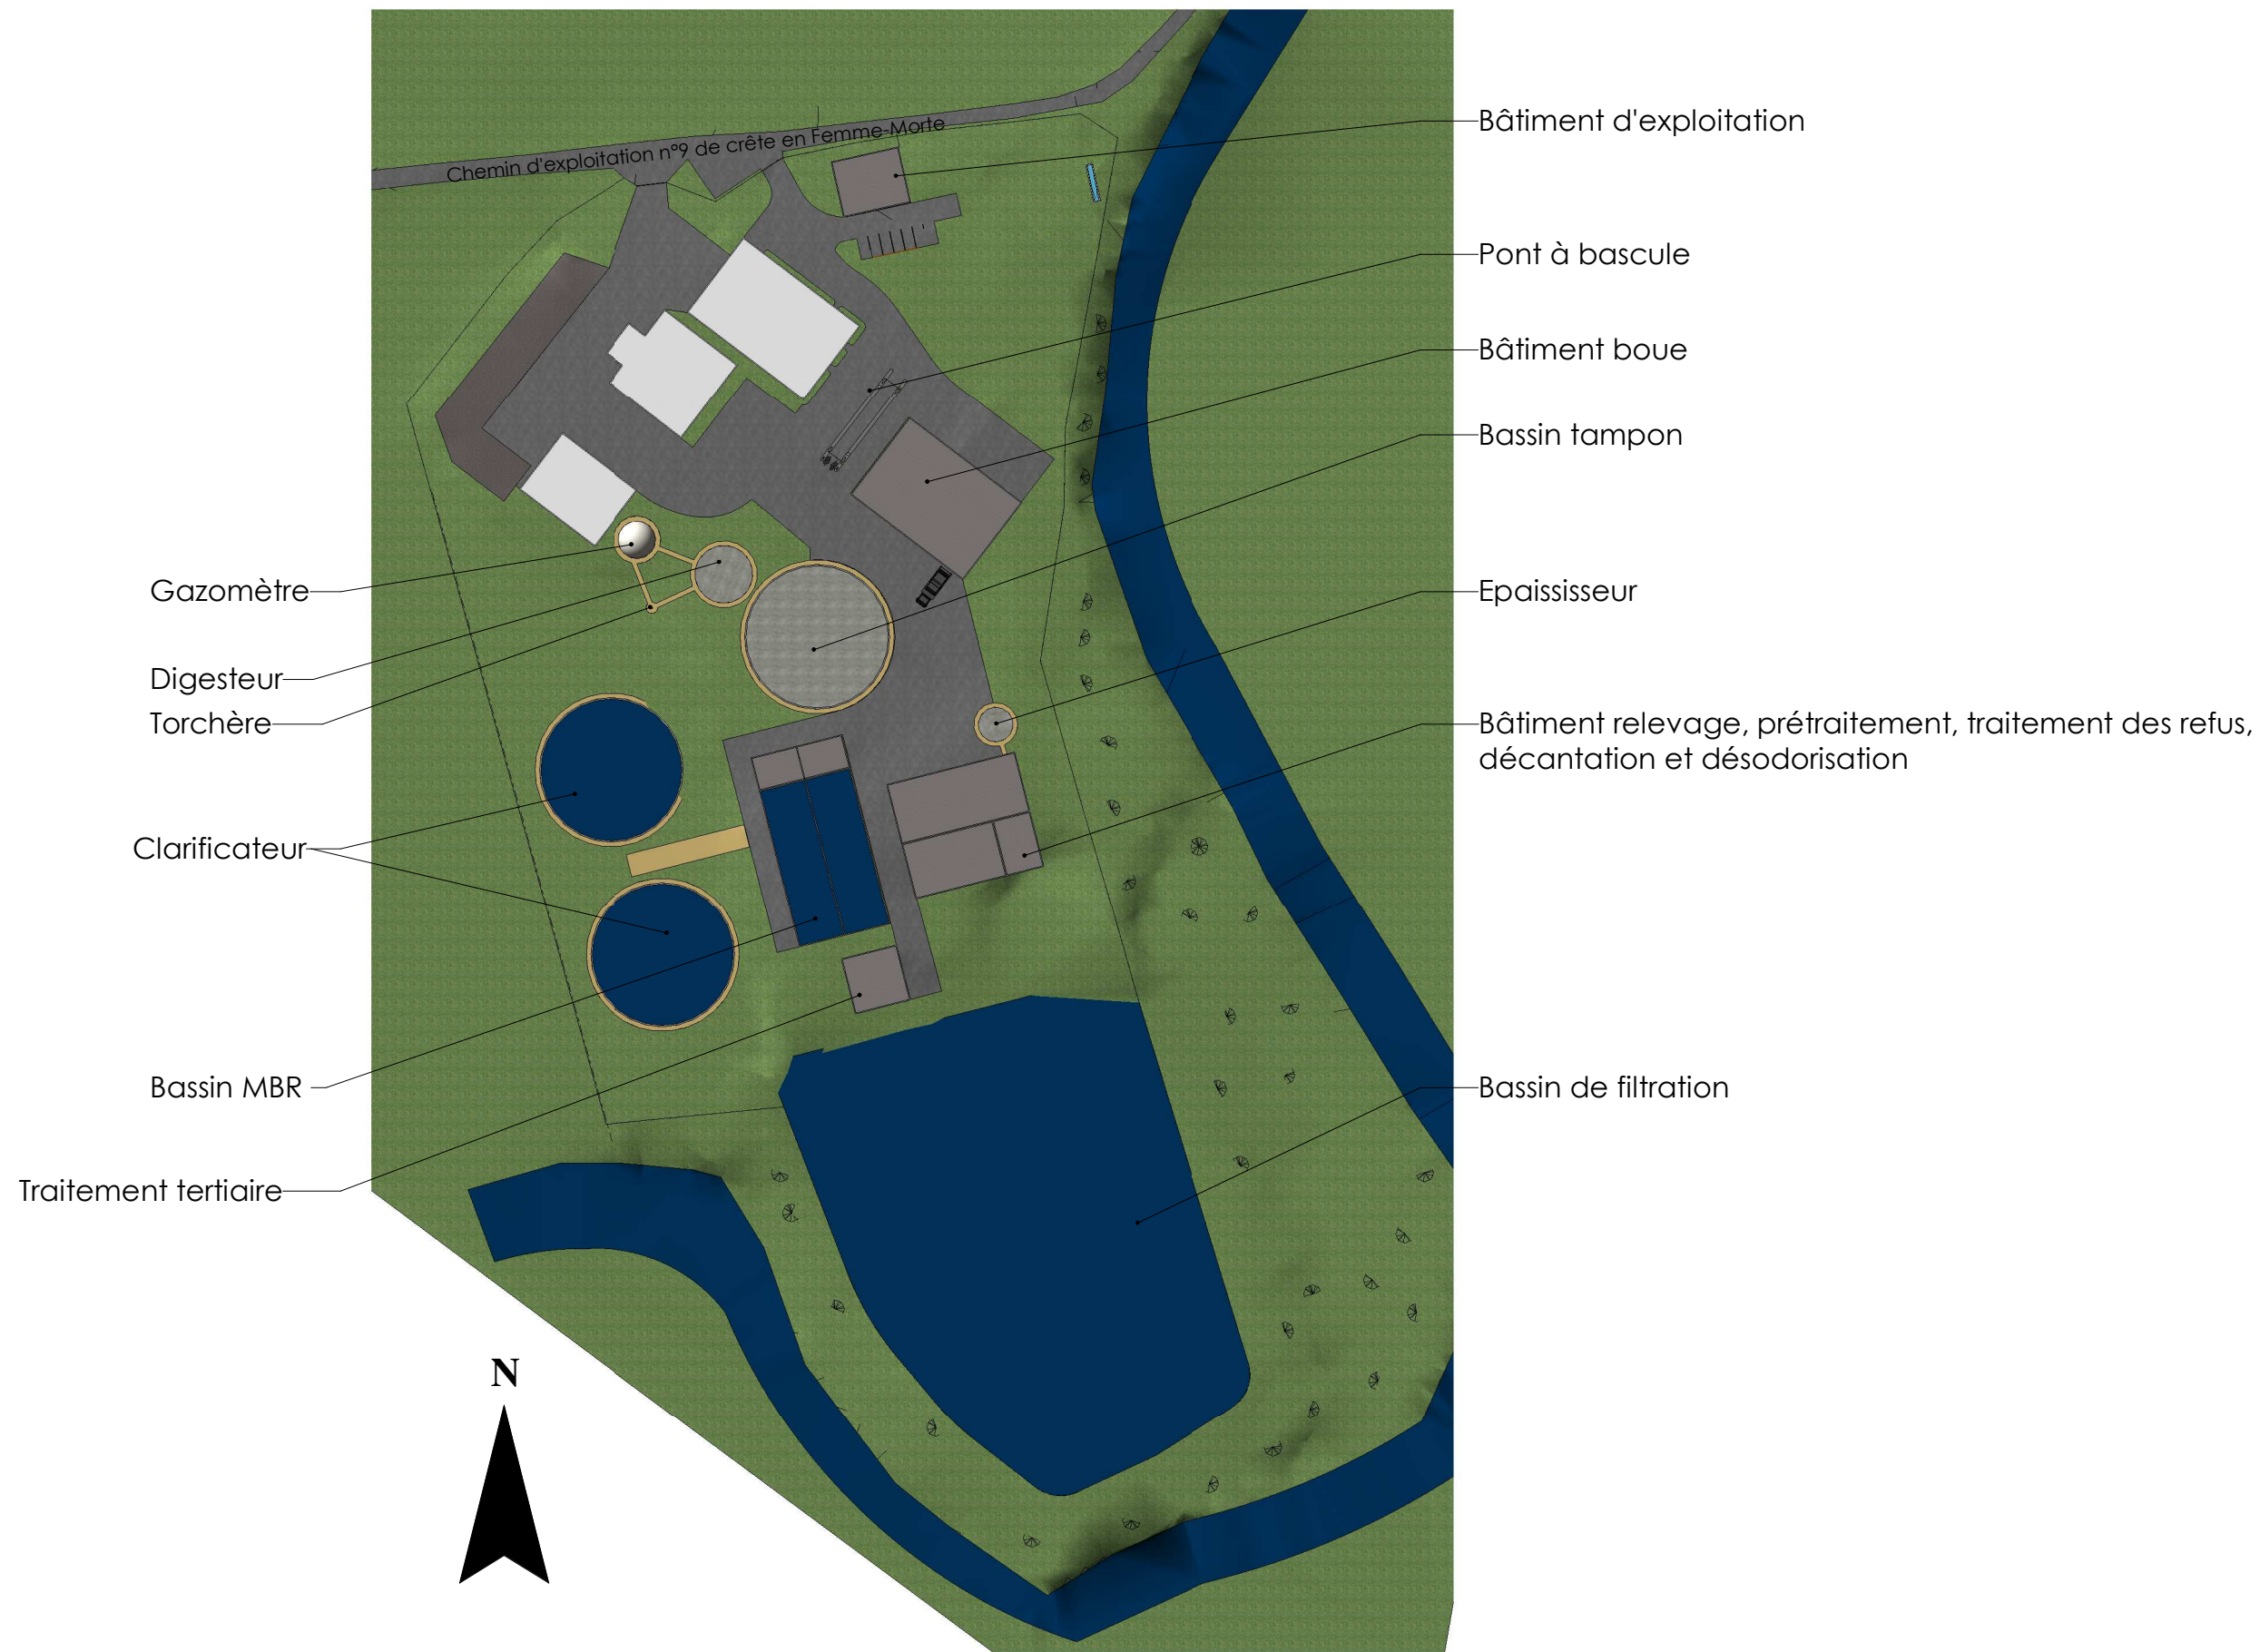 Chemin d'exploitation n°9 de crête en Femme-Morte
Bâtiment d'exploitation
Pont à bascule
Bâtiment boue
Bassin tampon
Epaississeur
Bâtiment relevage, prétraitement, traitement des refus,
décantation et désodorisation
Bassin de filtration
Gazomètre
Digesteur
Torchère
Clarificateur
Bassin MBR
Traitement tertiaire
N